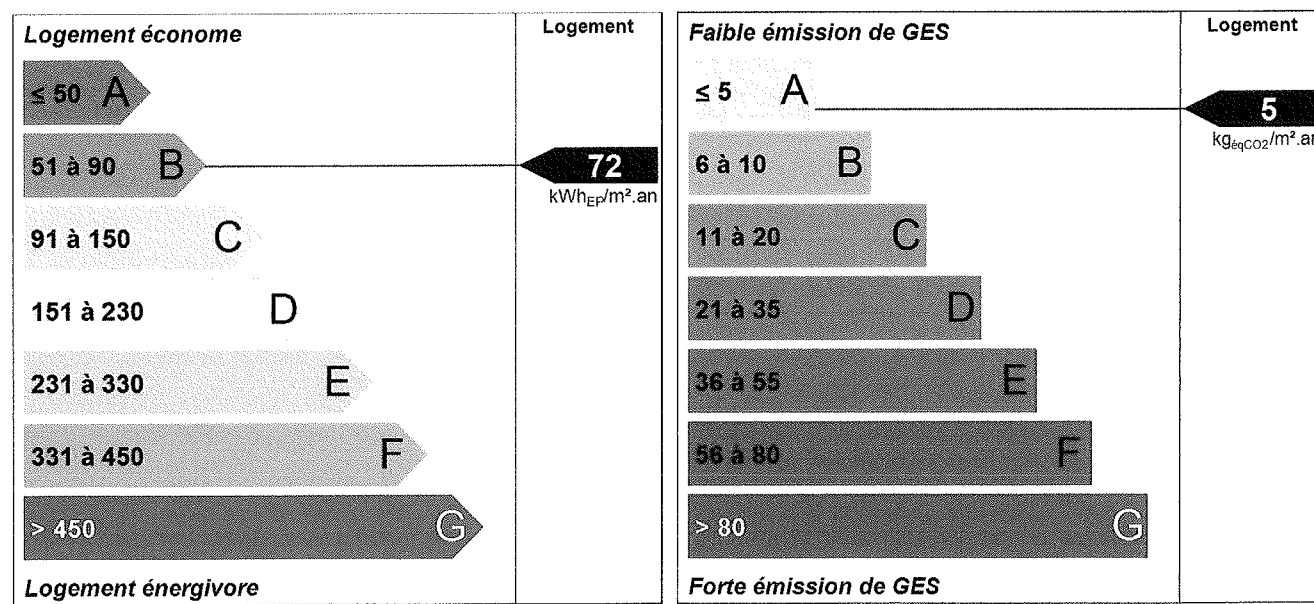 Logement économe
Logement
≤ 50 A
51 à 90 B
72
kWhEP/m².an
91 à 150 C
151 à 230 D
231 à 330 E
331 à 450 F
> 450 G
Logement énergivore
Faible émission de GES
Logement
≤ 5 A
5
kgéqCO2/m².an
6 à 10 B
11 à 20 C
21 à 35 D
36 à 55 E
56 à 80 F
> 80 G
Forte émission de GES